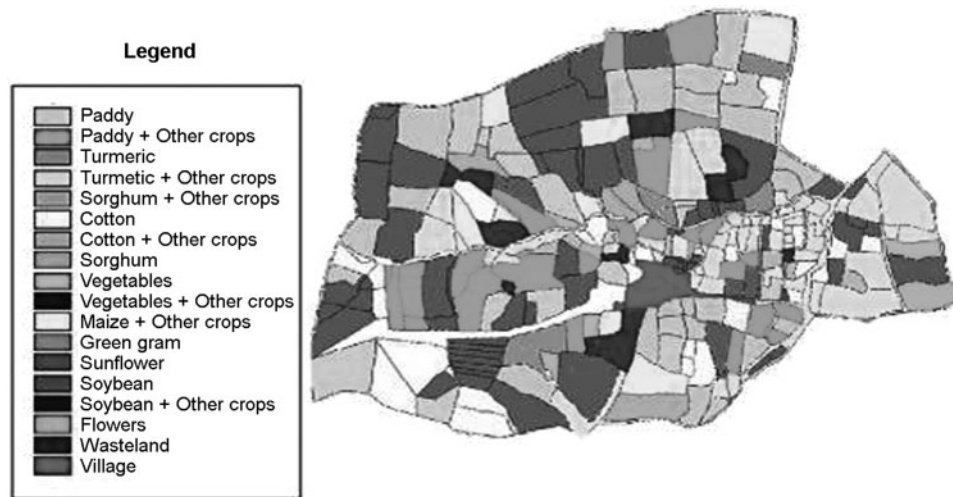 Legend
Paddy
Paddy + Other crops
Turmeric
Turmetic + Other crops
Sorghum + Other crops
Cotton
Cotton + Other crops
Sorghum
Vegetables
Vegetables + Other crops
Maize + Other crops
Green gram
Sunflower
Soybean
Soybean + Other crops
Flowers
Wasteland
Village